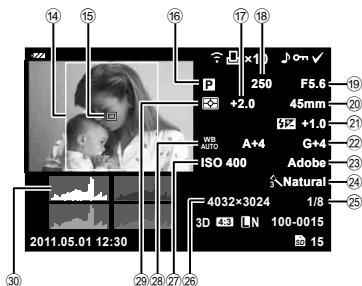 ⑭ ⑮ ⑯ ⑰ ⑱
×10
P 250 F5.6 ⑲
+2.0 45mm ⑳
+1.0 ㉑
WB AUTO A+4 G+4 ㉒
ISO 400 Adobe ㉓
Natural ㉔
4032×3024 1/8 ㉕
3D 4:3 L N 100-0015
2011.05.01 12:30 SD 15
㉚ ㉙ ㉘ ㉗ ㉖